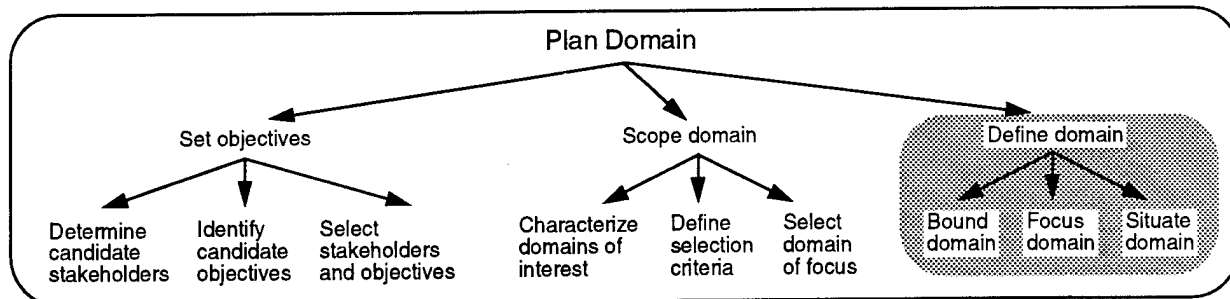 Plan Domain
Set objectives
Scope domain
Define domain
Determine
candidate
stakeholders
Identify
candidate
objectives
Select
stakeholders
and objectives
Characterize
domains of
interest
Define
selection
criteria
Select
domain
of focus
Bound
domain
Focus
domain
Situate
domain